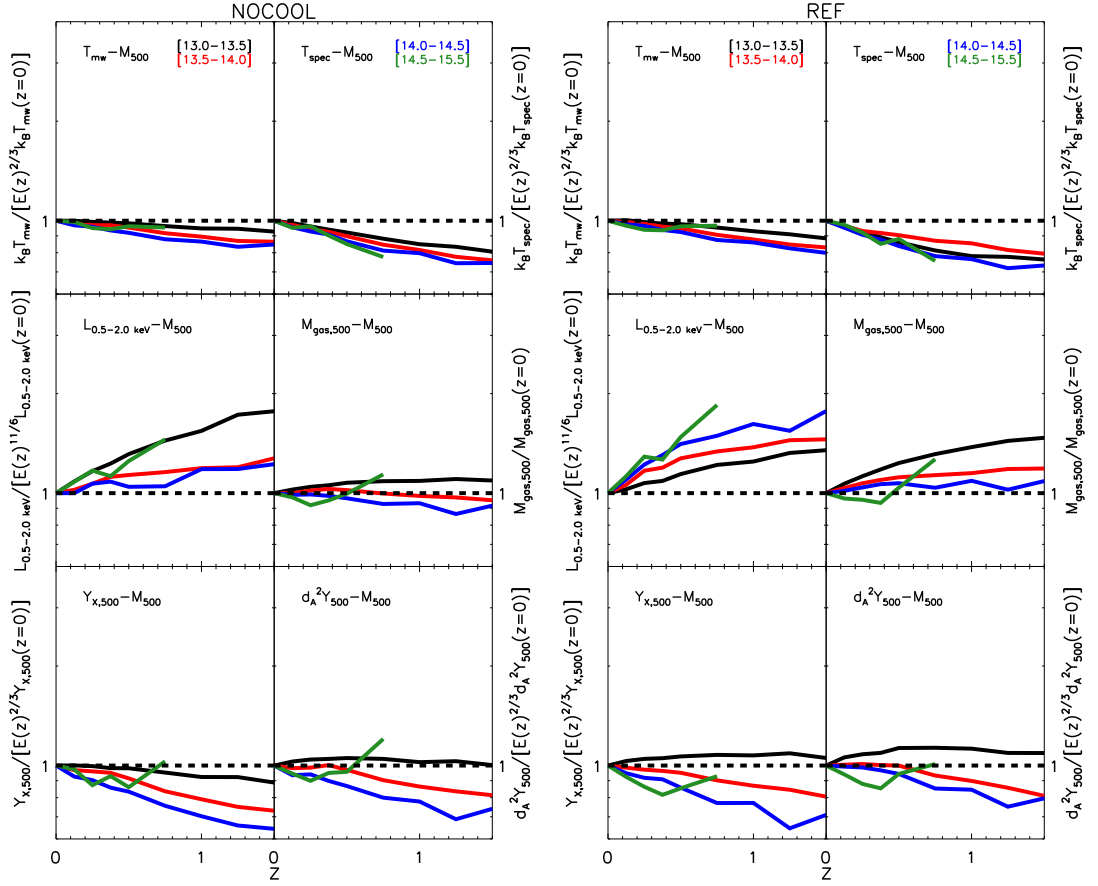 NOCOOL
REF
T_mw−M_500 [13.0−13.5]
[13.5−14.0]
T_spec−M_500 [14.0−14.5]
[14.5−15.5]
T_mw−M_500 [13.0−13.5]
[13.5−14.0]
T_spec−M_500 [14.0−14.5]
[14.5−15.5]
k_B T_mw/[E(z)^2/3 k_B T_mw(z=0)]
k_B T_spec/[E(z)^2/3 k_B T_spec(z=0)]
k_B T_mw/[E(z)^2/3 k_B T_mw(z=0)]
k_B T_spec/[E(z)^2/3 k_B T_spec(z=0)]
1 1 1 1
L_0.5−2.0 keV−M_500
M_gas,500−M_500
L_0.5−2.0 keV−M_500
M_gas,500−M_500
L_0.5−2.0 keV/[E(z)^11/6 L_0.5−2.0 keV(z=0)]
M_gas,500/M_gas,500(z=0)
L_0.5−2.0 keV/[E(z)^11/6 L_0.5−2.0 keV(z=0)]
M_gas,500/M_gas,500(z=0)
1 1 1 1
Y_X,500−M_500
d_A^2 Y_500−M_500
Y_X,500−M_500
d_A^2 Y_500−M_500
Y_X,500/[E(z)^2/3 Y_X,500(z=0)]
d_A^2 Y_500/[E(z)^2/3 d_A^2 Y_500(z=0)]
Y_X,500/[E(z)^2/3 Y_X,500(z=0)]
d_A^2 Y_500/[E(z)^2/3 d_A^2 Y_500(z=0)]
1 1 1 1
0 1 0 1 0 1 0 1
Z Z